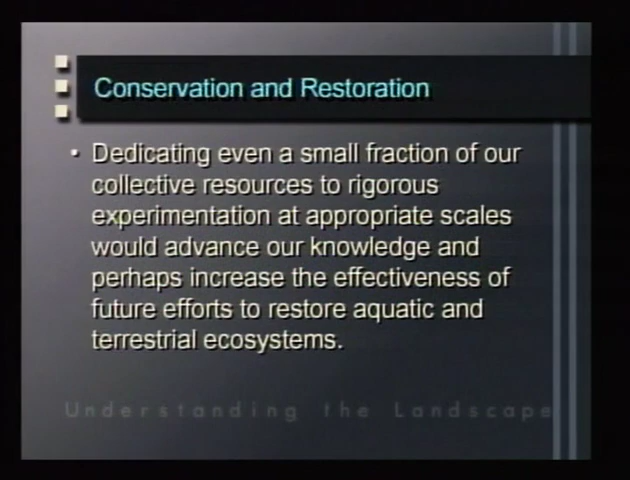 Conservation and Restoration
• Dedicating even a small fraction of our
collective resources to rigorous
experimentation at appropriate scales
would advance our knowledge and
perhaps increase the effectiveness of
future efforts to restore aquatic and
terrestrial ecosystems.
Understanding the Landscape